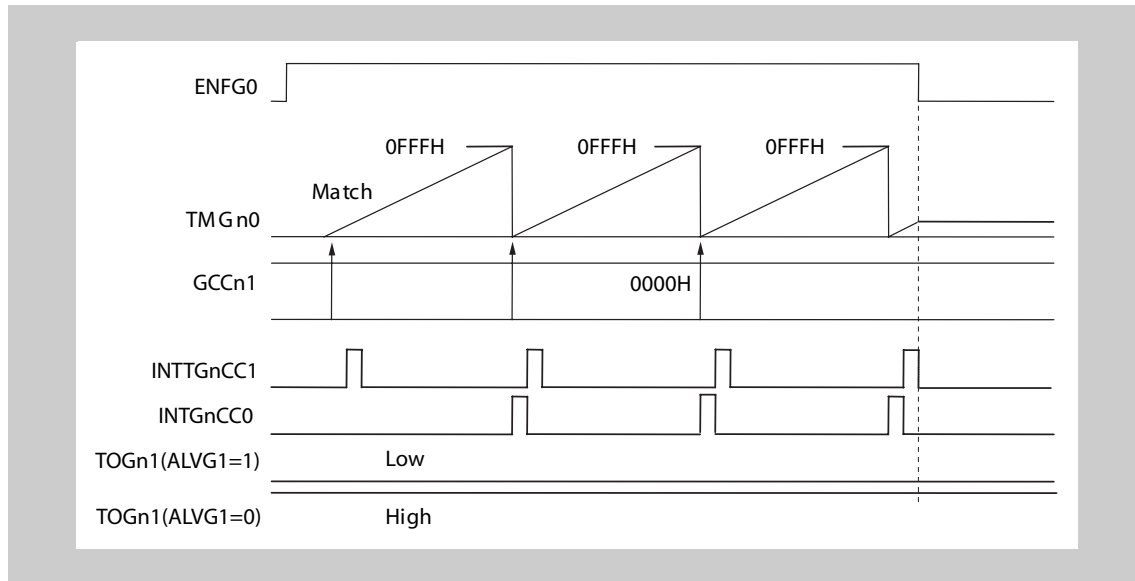 ENFG0
0FFFH 0FFFH 0FFFH
Match
TMGn0
GCCn1 0000H
INTTGnCC1
INTGnCC0
TOGn1(ALVG1=1) Low
TOGn1(ALVG1=0) High